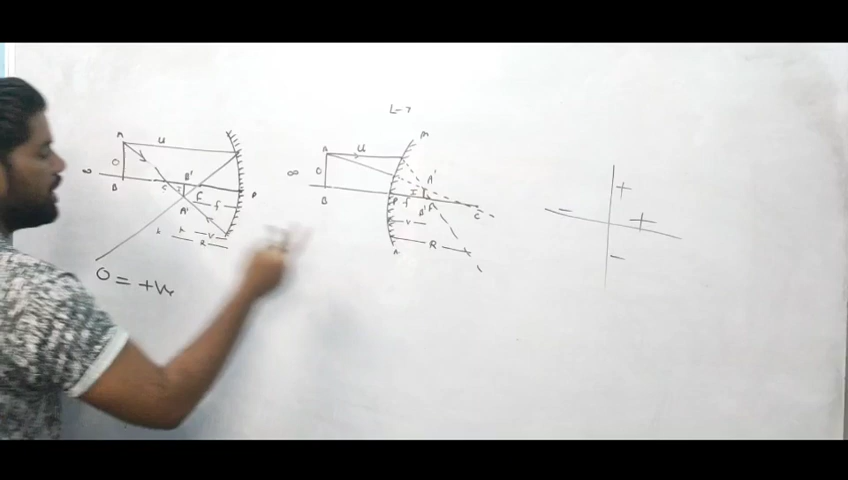 L-7
A
u
M
∞
O
B
C
I
B'
F
f
P
A'
v
R
O = +ve
A
u
∞
O
B
P
f
I
A'
B'
F
C
v
R
+
-
+
-